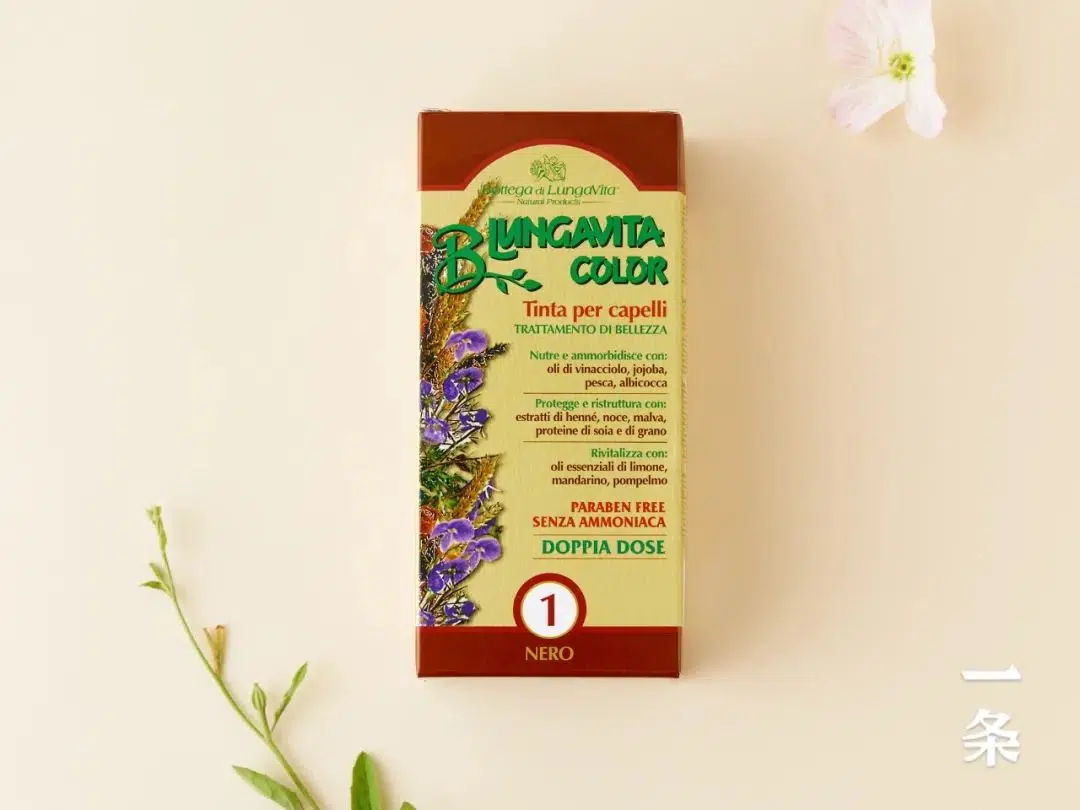 Bottega di LungaVita
Natural Products
B LUNGAVITA
COLOR
Tinta per capelli
TRATTAMENTO DI BELLEZZA
Nutre e ammorbidisce con:
oli di vinacciolo, jojoba,
pesca, albicocca
Protegge e ristruttura con:
estratti di henné, noce, malva,
proteine di soia e di grano
Rivitalizza con:
oli essenziali di limone,
mandarino, pompelmo
PARABEN FREE
SENZA AMMONIACA
DOPPIA DOSE
1
NERO
一条